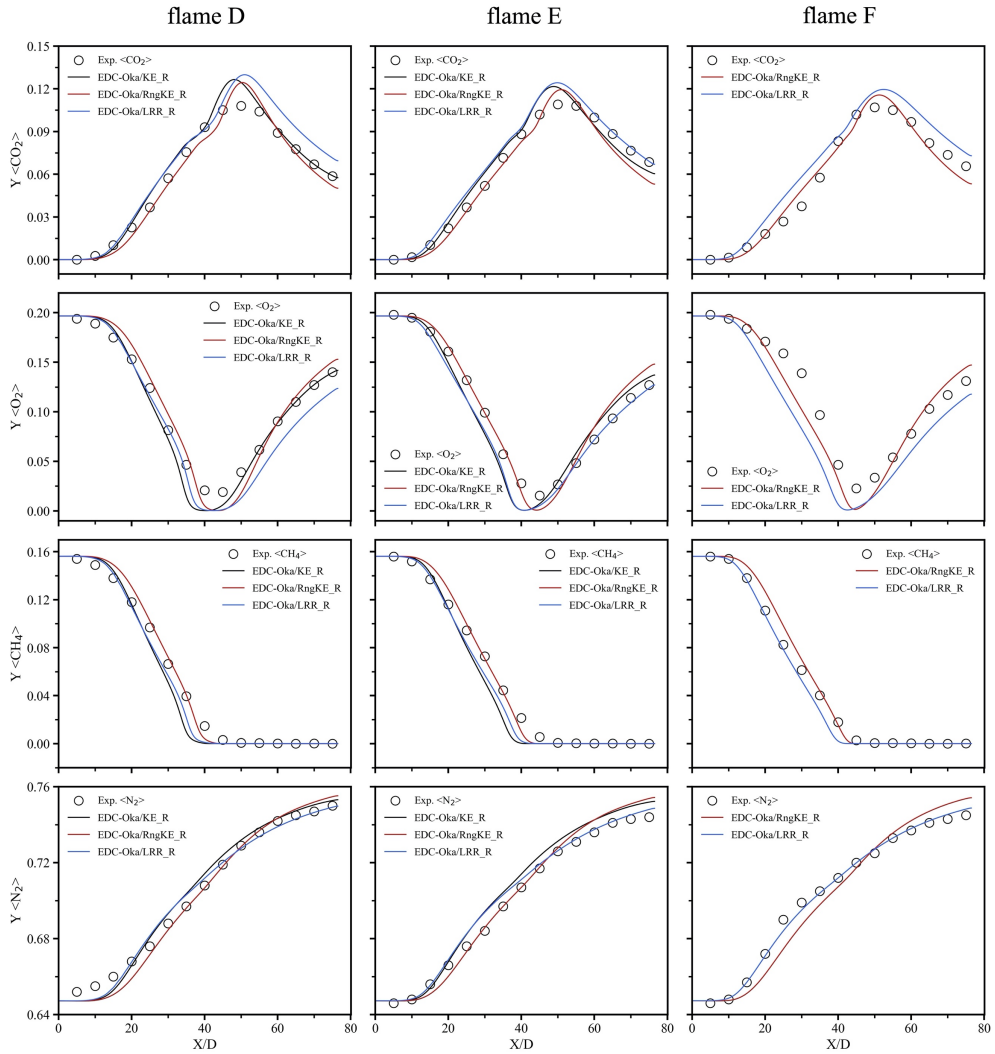 flame D
flame E
flame F
Y <CO₂>
0.15
0.12
0.09
0.06
0.03
0.00
Exp. <CO₂>
EDC-Oka/KE_R
EDC-Oka/RngKE_R
EDC-Oka/LRR_R
Exp. <CO₂>
EDC-Oka/KE_R
EDC-Oka/RngKE_R
EDC-Oka/LRR_R
Exp. <CO₂>
EDC-Oka/RngKE_R
EDC-Oka/LRR_R
Y <O₂>
0.20
0.15
0.10
0.05
0.00
Exp. <O₂>
EDC-Oka/KE_R
EDC-Oka/RngKE_R
EDC-Oka/LRR_R
Exp. <O₂>
EDC-Oka/KE_R
EDC-Oka/RngKE_R
EDC-Oka/LRR_R
Exp. <O₂>
EDC-Oka/RngKE_R
EDC-Oka/LRR_R
Y <CH₄>
0.16
0.12
0.08
0.04
0.00
Exp. <CH₄>
EDC-Oka/KE_R
EDC-Oka/RngKE_R
EDC-Oka/LRR_R
Exp. <CH₄>
EDC-Oka/KE_R
EDC-Oka/RngKE_R
EDC-Oka/LRR_R
Exp. <CH₄>
EDC-Oka/RngKE_R
EDC-Oka/LRR_R
Y <N₂>
0.76
0.72
0.68
0.64
Exp. <N₂>
EDC-Oka/KE_R
EDC-Oka/RngKE_R
EDC-Oka/LRR_R
Exp. <N₂>
EDC-Oka/KE_R
EDC-Oka/RngKE_R
EDC-Oka/LRR_R
Exp. <N₂>
EDC-Oka/RngKE_R
EDC-Oka/LRR_R
0 20 40 60 80
0 20 40 60 80
0 20 40 60 80
X/D
X/D
X/D